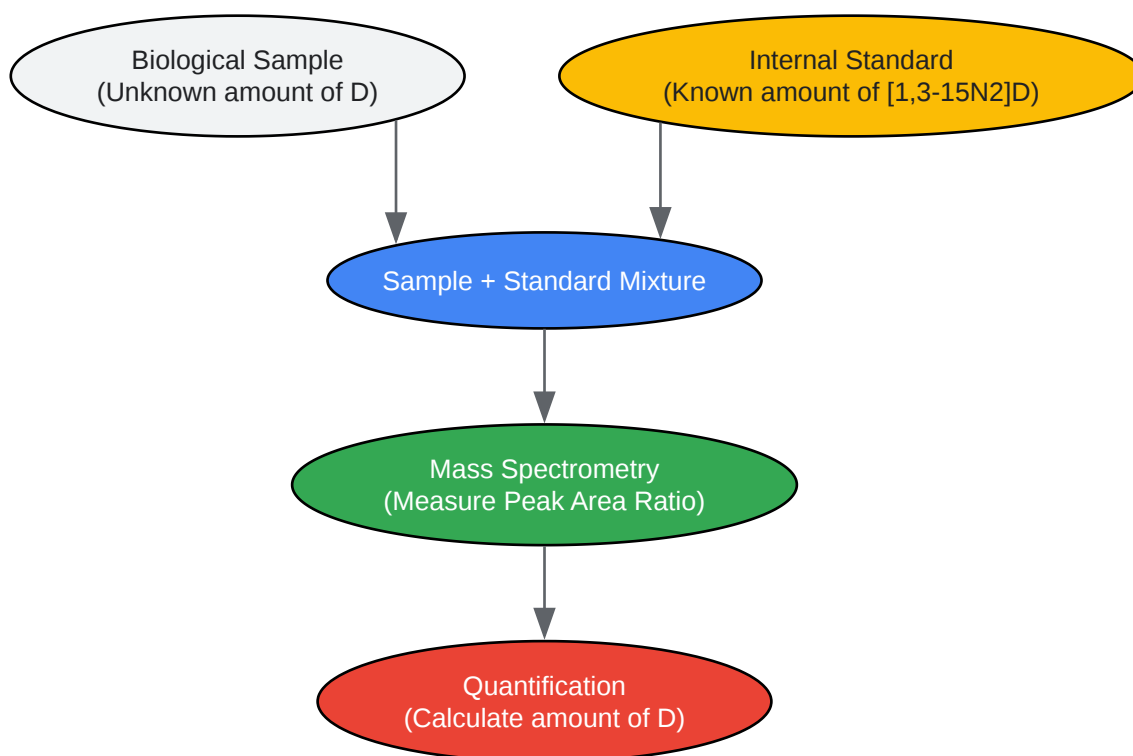 Biological Sample
(Unknown amount of D)
Internal Standard
(Known amount of [1,3-15N2]D)
Sample + Standard Mixture
Mass Spectrometry
(Measure Peak Area Ratio)
Quantification
(Calculate amount of D)